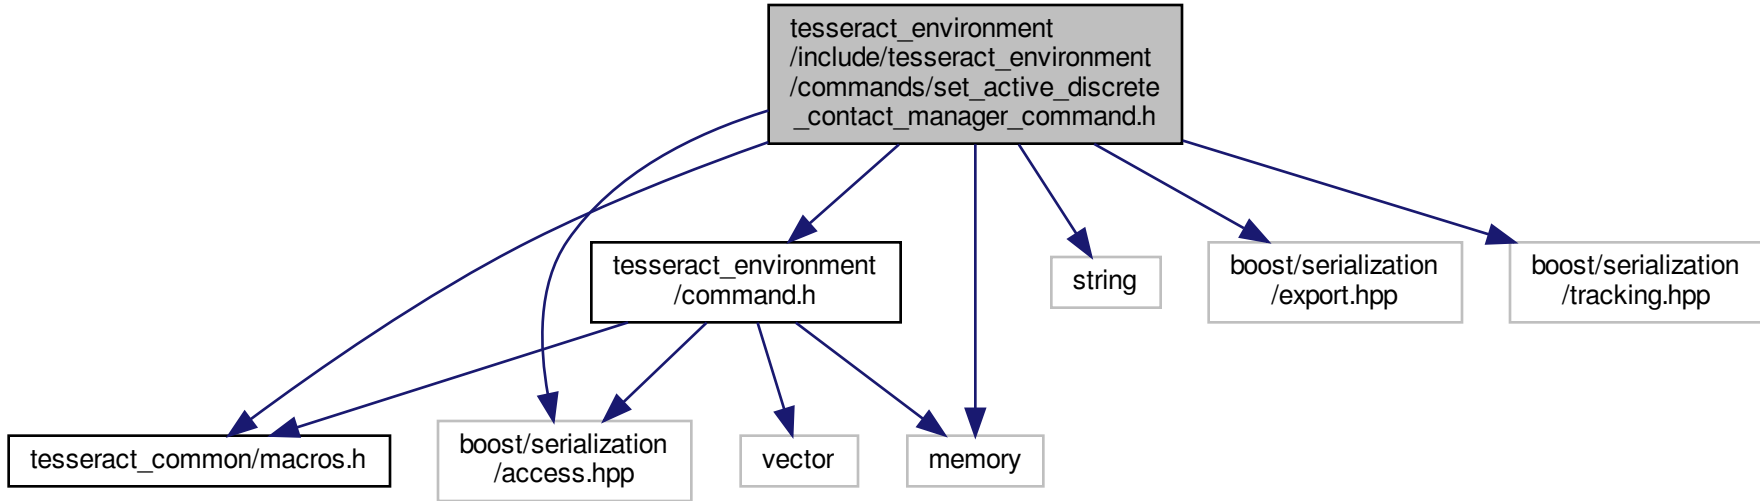 tesseract_environment
/include/tesseract_environment
/commands/set_active_discrete
_contact_manager_command.h
tesseract_environment
/command.h
string
boost/serialization
/export.hpp
boost/serialization
/tracking.hpp
tesseract_common/macros.h
boost/serialization
/access.hpp
vector
memory